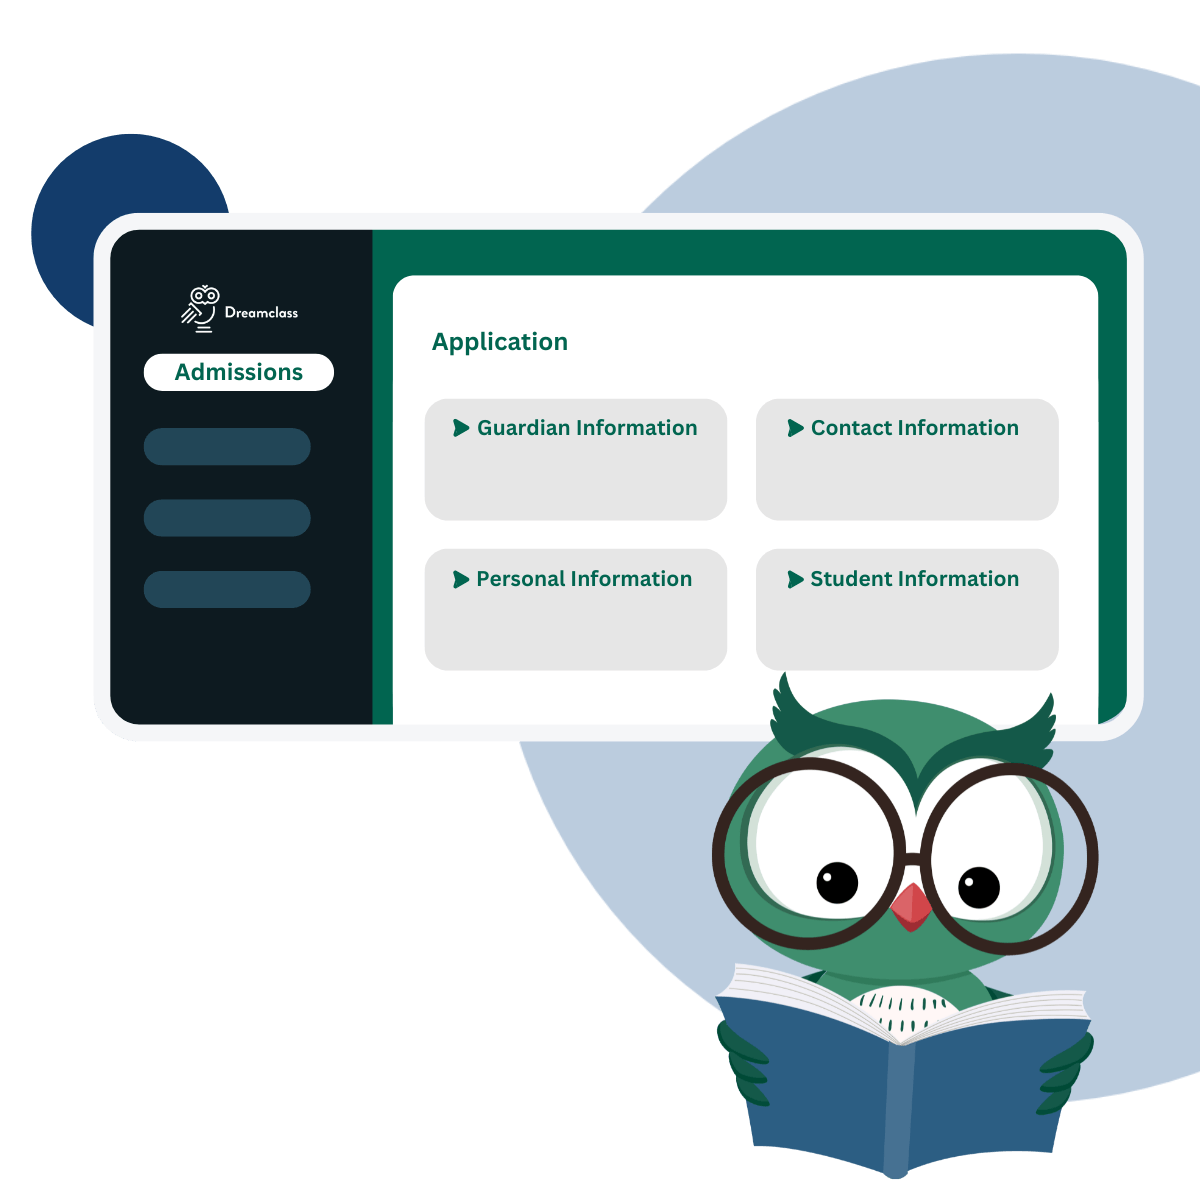 Dreamclass
Admissions
Application
Guardian Information
Contact Information
Personal Information
Student Information